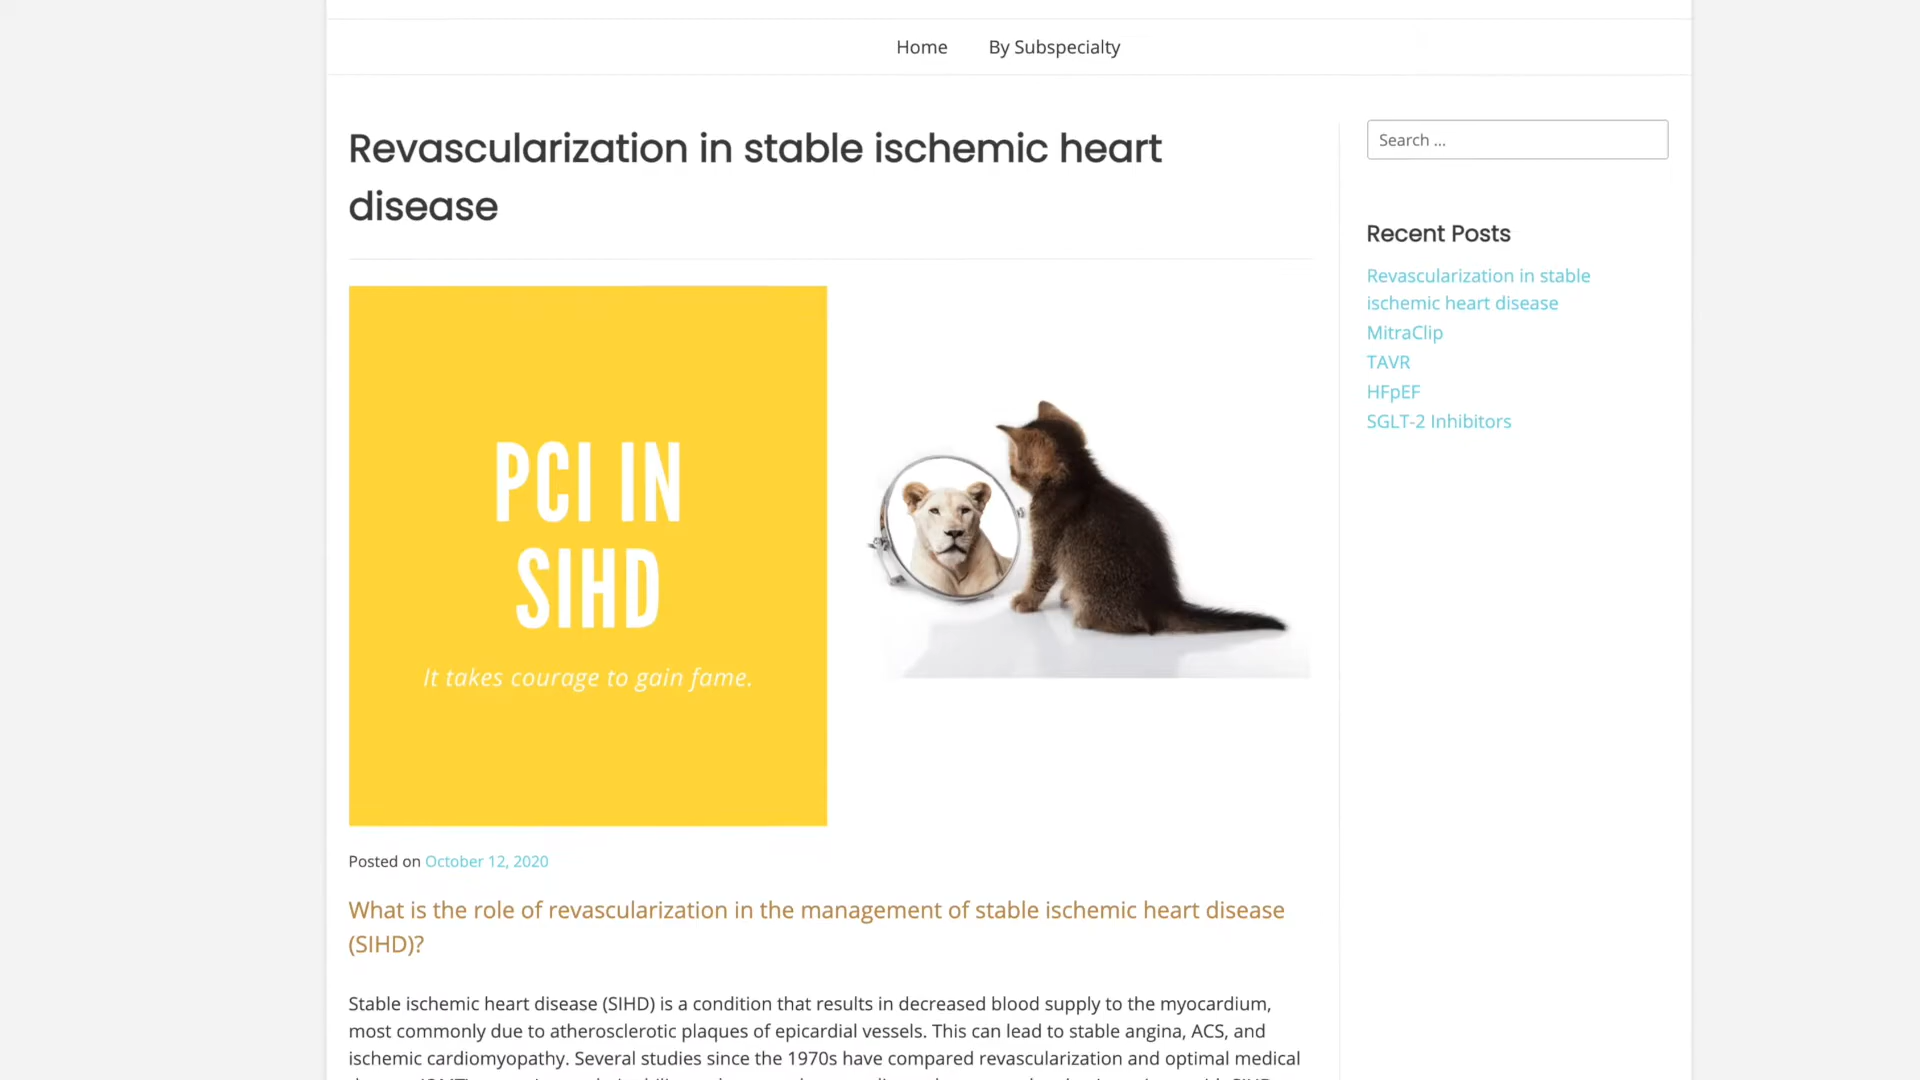 Home By Subspecialty
Revascularization in stable ischemic heart
disease
PCI IN
SIHD
It takes courage to gain fame.
Posted on October 12, 2020
What is the role of revascularization in the management of stable ischemic heart disease
(SIHD)?
Stable ischemic heart disease (SIHD) is a condition that results in decreased blood supply to the myocardium,
most commonly due to atherosclerotic plaques of epicardial vessels. This can lead to stable angina, ACS, and
ischemic cardiomyopathy. Several studies since the 1970s have compared revascularization and optimal medical
Search ...
Recent Posts
Revascularization in stable
ischemic heart disease
MitraClip
TAVR
HFpEF
SGLT-2 Inhibitors